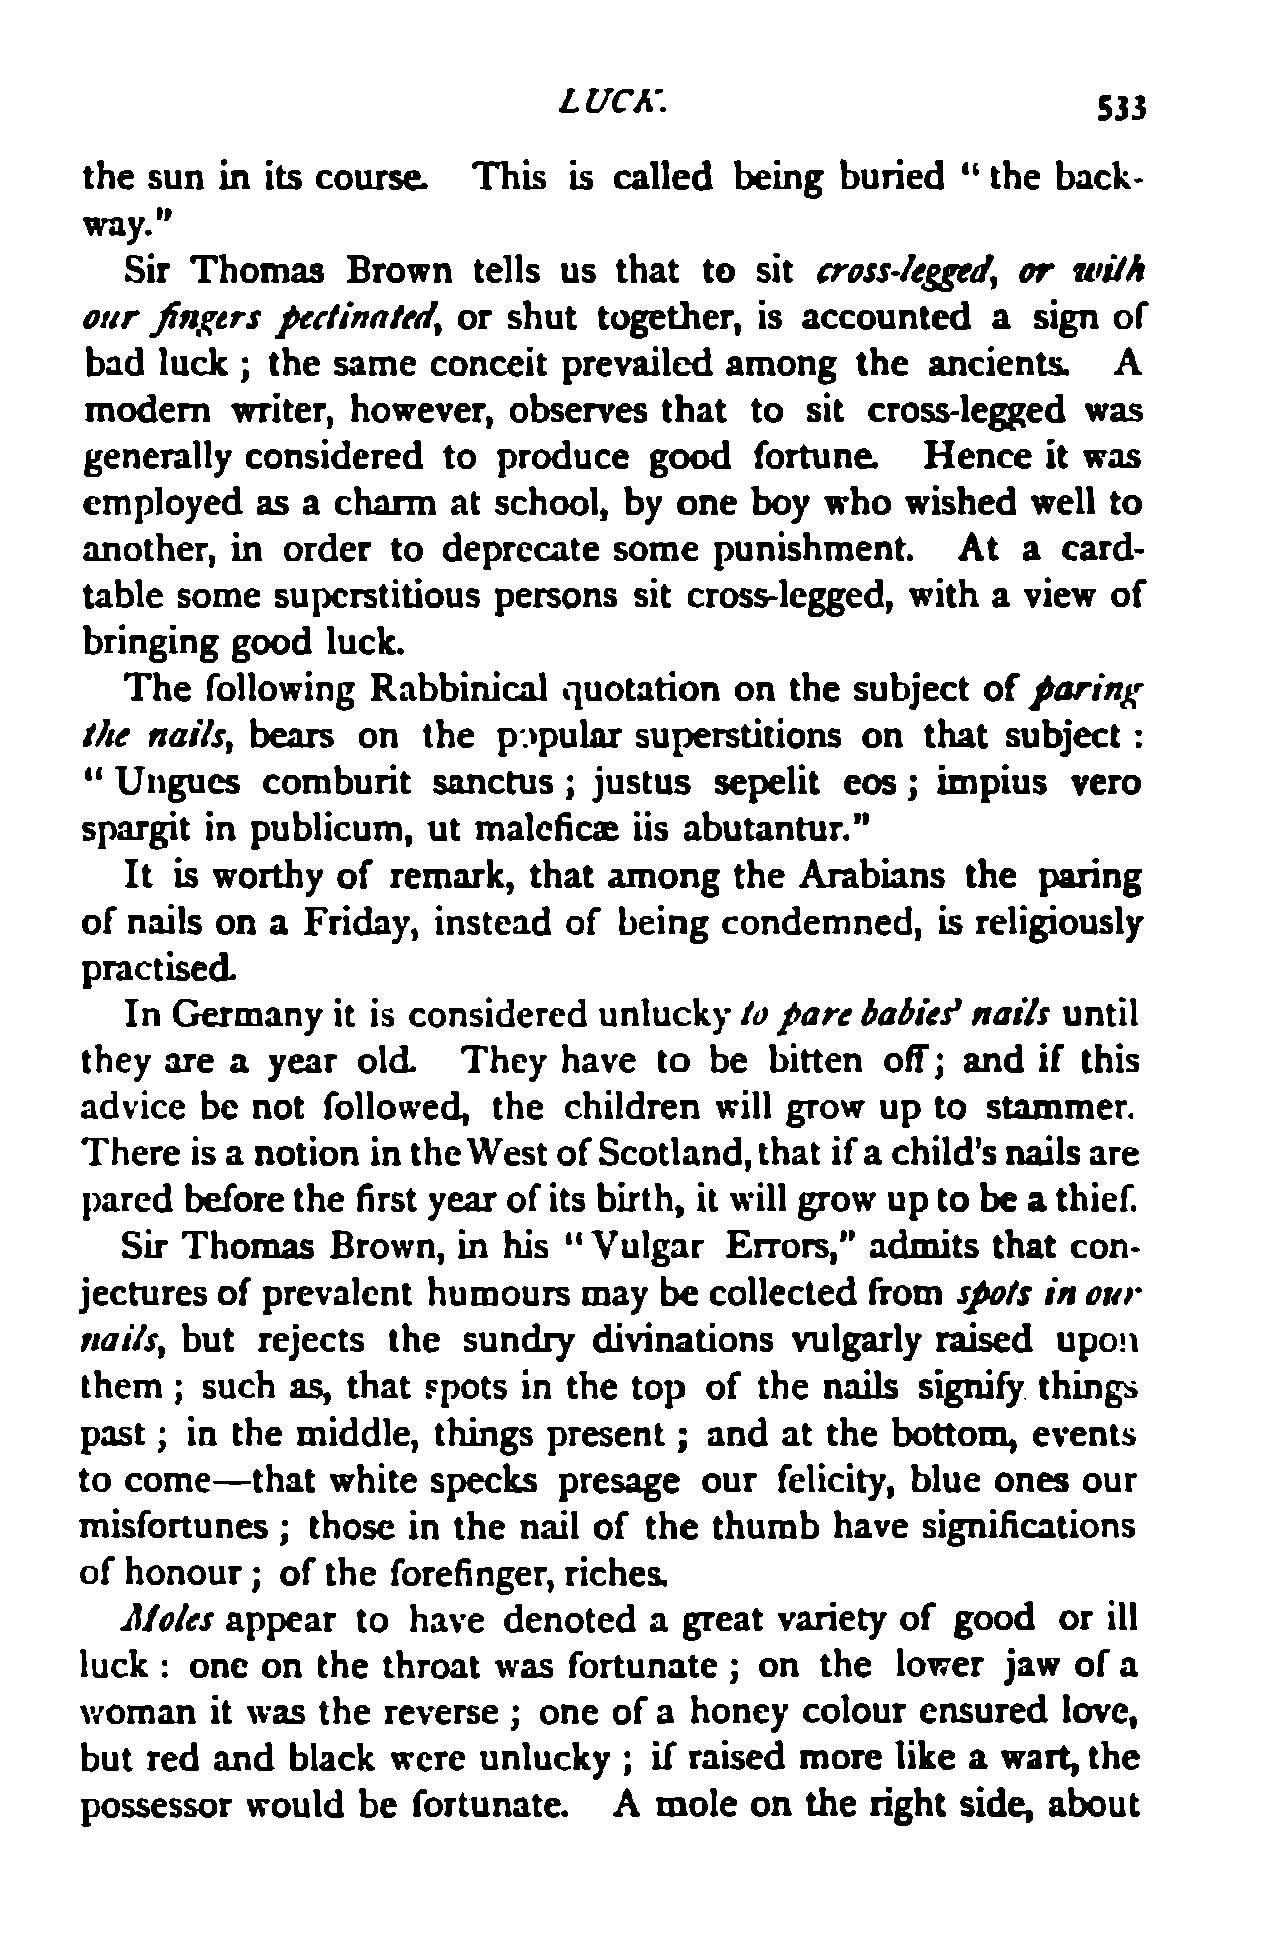 LUCK. 533
the sun in its course. This is called being buried " the back-
way."
Sir Thomas Brown tells us that to sit cross-legged, or with
our fingers pectinated, or shut together, is accounted a sign of
bad luck ; the same conceit prevailed among the ancients. A
modern writer, however, observes that to sit cross-legged was
generally considered to produce good fortune. Hence it was
employed as a charm at school, by one boy who wished well to
another, in order to deprecate some punishment. At a card-
table some superstitious persons sit cross-legged, with a view of
bringing good luck.
The following Rabbinical quotation on the subject of paring
the nails, bears on the popular superstitions on that subject :
" Ungues comburit sanctus ; justus sepelit eos ; impius vero
spargit in publicum, ut maleficæ iis abutantur."
It is worthy of remark, that among the Arabians the paring
of nails on a Friday, instead of being condemned, is religiously
practised.
In Germany it is considered unlucky to pare babies' nails until
they are a year old. They have to be bitten off ; and if this
advice be not followed, the children will grow up to stammer.
There is a notion in the West of Scotland, that if a child's nails are
pared before the first year of its birth, it will grow up to be a thief.
Sir Thomas Brown, in his " Vulgar Errors," admits that con-
jectures of prevalent humours may be collected from spots in our
nails, but rejects the sundry divinations vulgarly raised upon
them ; such as, that spots in the top of the nails signify things
past ; in the middle, things present ; and at the bottom, events
to come—that white specks presage our felicity, blue ones our
misfortunes ; those in the nail of the thumb have significations
of honour ; of the forefinger, riches.
Moles appear to have denoted a great variety of good or ill
luck : one on the throat was fortunate ; on the lower jaw of a
woman it was the reverse ; one of a honey colour ensured love,
but red and black were unlucky ; if raised more like a wart, the
possessor would be fortunate. A mole on the right side, about